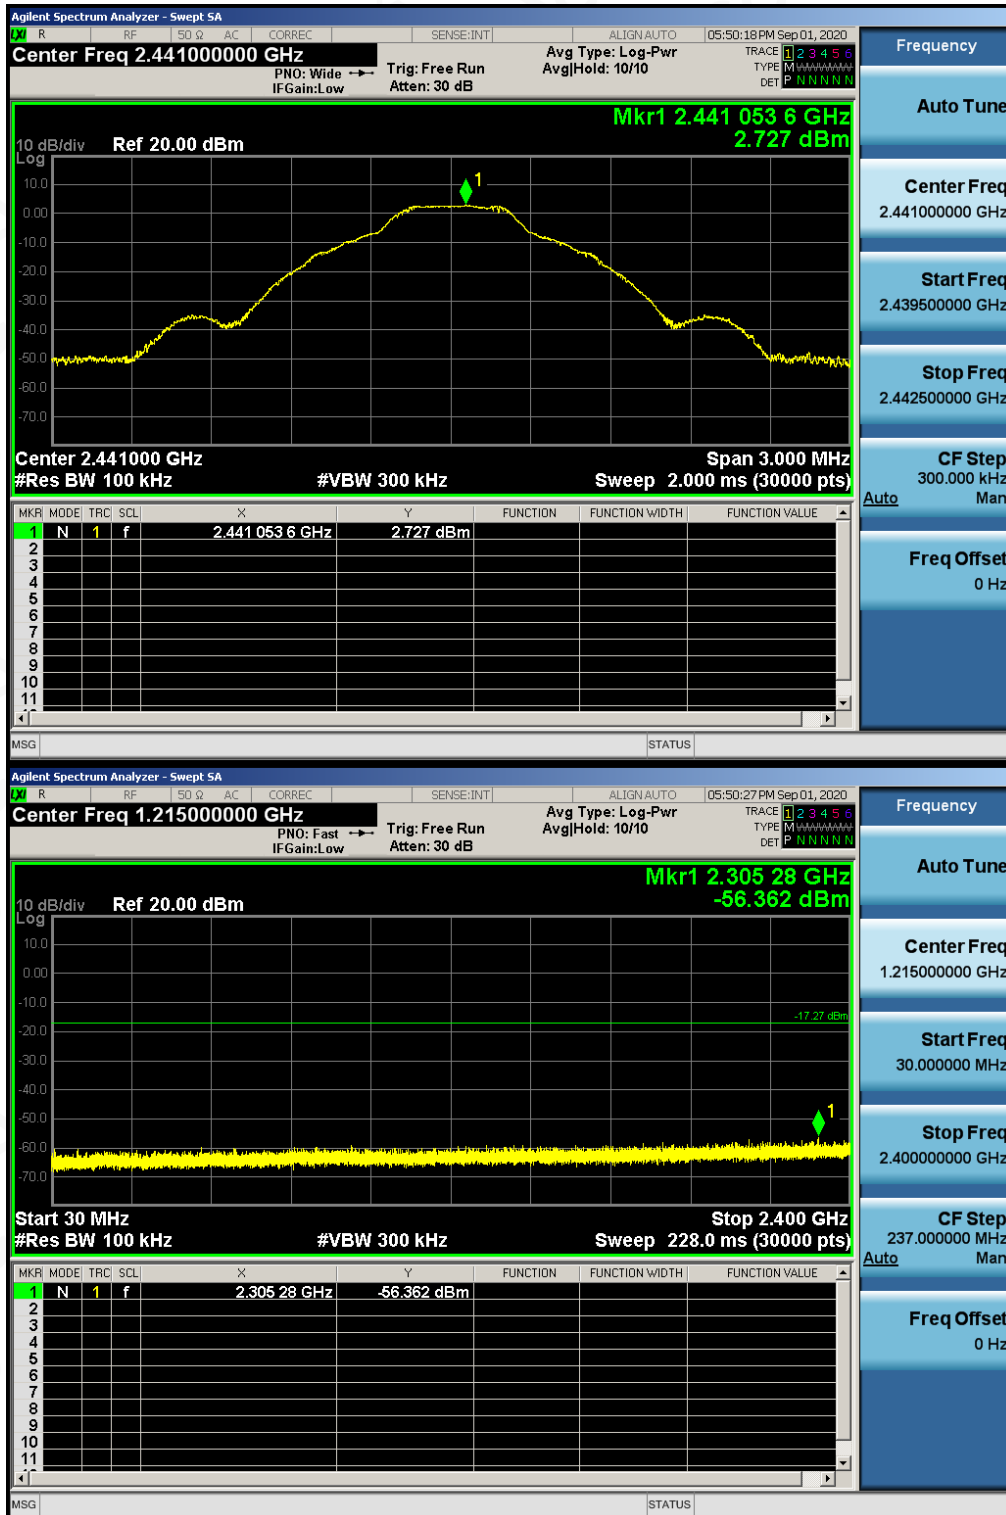 Agilent Spectrum Analyzer - Swept SA
LXI R RF 50 Ω AC CORREC SENSE:INT ALIGN AUTO 05:50:18 PM Sep 01, 2020
Center Freq 2.441000000 GHz
PNO: Wide
IFGain:Low
Trig: Free Run
Atten: 30 dB
Avg Type: Log-Pwr
Avg|Hold: 10/10
TRACE 1 2 3 4 5 6
TYPE M
DET P N N N N N
Mkr1 2.441 053 6 GHz
2.727 dBm
10 dB/div Ref 20.00 dBm
Log
10.0
0.00
-10.0
-20.0
-30.0
-40.0
-50.0
-60.0
-70.0
1
Center 2.441000 GHz Span 3.000 MHz
#Res BW 100 kHz #VBW 300 kHz Sweep 2.000 ms (30000 pts)
MKR MODE TRC SCL X Y FUNCTION FUNCTION WIDTH FUNCTION VALUE
1 N 1 f 2.441 053 6 GHz 2.727 dBm
2
3
4
5
6
7
8
9
10
11
MSG STATUS
Frequency
Auto Tune
Center Freq
2.441000000 GHz
Start Freq
2.439500000 GHz
Stop Freq
2.442500000 GHz
CF Step
300.000 kHz
Auto Man
Freq Offset
0 Hz
Agilent Spectrum Analyzer - Swept SA
LXI R RF 50 Ω AC CORREC SENSE:INT ALIGN AUTO 05:50:27 PM Sep 01, 2020
Center Freq 1.215000000 GHz
PNO: Fast
IFGain:Low
Trig: Free Run
Atten: 30 dB
Avg Type: Log-Pwr
Avg|Hold: 10/10
TRACE 1 2 3 4 5 6
TYPE M
DET P N N N N N
Mkr1 2.305 28 GHz
-56.362 dBm
10 dB/div Ref 20.00 dBm
Log
10.0
0.00
-10.0
-20.0
-30.0
-40.0
-50.0
-60.0
-70.0
-17.27 dBm
1
Start 30 MHz Stop 2.400 GHz
#Res BW 100 kHz #VBW 300 kHz Sweep 228.0 ms (30000 pts)
MKR MODE TRC SCL X Y FUNCTION FUNCTION WIDTH FUNCTION VALUE
1 N 1 f 2.305 28 GHz -56.362 dBm
2
3
4
5
6
7
8
9
10
11
MSG STATUS
Frequency
Auto Tune
Center Freq
1.215000000 GHz
Start Freq
30.000000 MHz
Stop Freq
2.400000000 GHz
CF Step
237.000000 MHz
Auto Man
Freq Offset
0 Hz